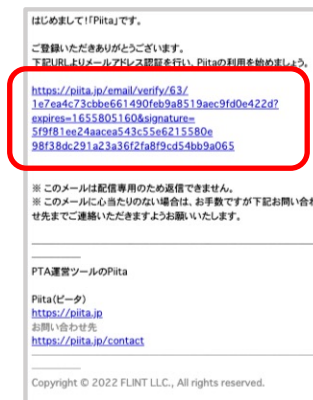 はじめまして!「Piita」です。
ご登録いただきありがとうございます。
下記URLよりメールアドレス認証を行い、Piitaの利用を始めましょう。
https://piita.jp/email/verify/63/
1e7ea4c73cbbe661490feb9a8519aec9fd0e422d?
expires=1655805160&signature=
5f9f81ee24aacea543c55e6215580e
98f38dc291a23a36f2fa8f9cd54bb9a065
※ このメールは配信専用のため返信できません。
※ このメールに心当たりのない場合は、お手数ですが下記お問い合わ
せ先までご連絡いただきますようお願いいたします。
PTA運営ツールのPiita
Piita(ピータ)
https://piita.jp
お問い合わせ先
https://piita.jp/contact
Copyright © 2022 FLINT LLC., All rights reserved.